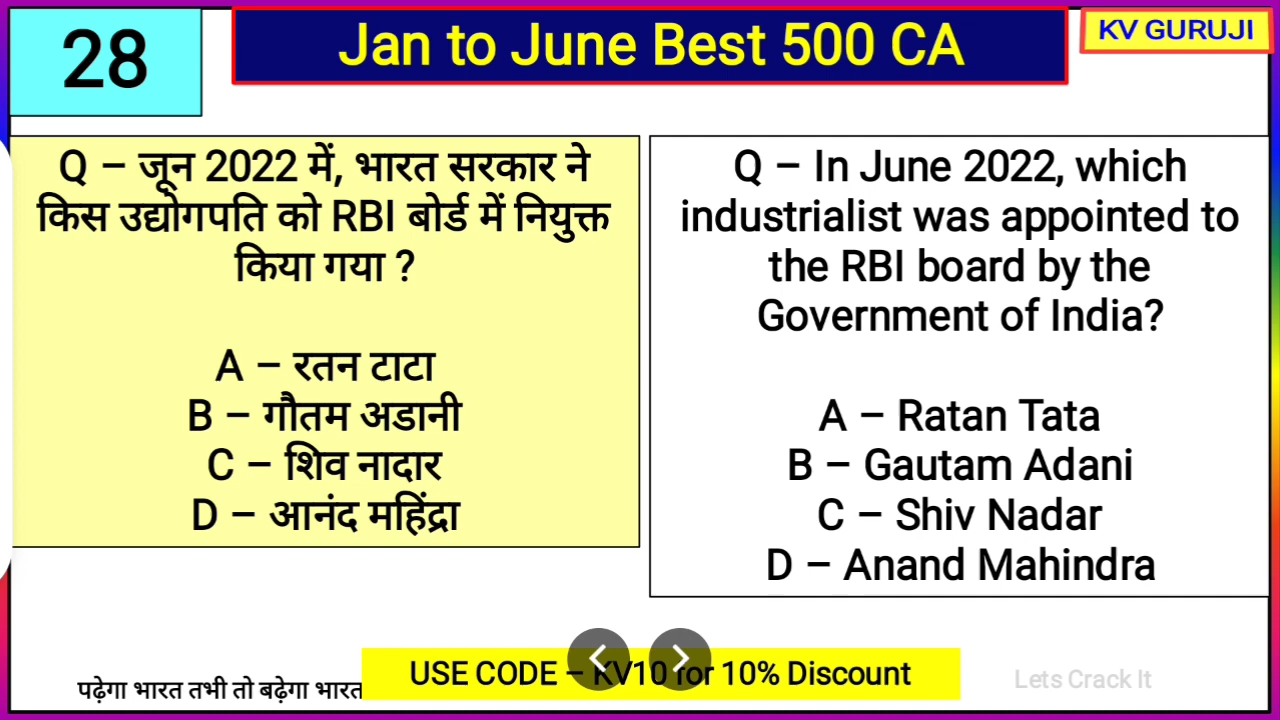 28
Jan to June Best 500 CA
KV GURUJI
Q – जून 2022 में, भारत सरकार ने
किस उद्योगपति को RBI बोर्ड में नियुक्त
किया गया ?
A – रतन टाटा
B – गौतम अडानी
C – शिव नादार
D – आनंद महिंद्रा
Q – In June 2022, which
industrialist was appointed to
the RBI board by the
Government of India?
A – Ratan Tata
B – Gautam Adani
C – Shiv Nadar
D – Anand Mahindra
पढ़ेगा भारत तभी तो बढ़ेगा भारत
USE CODE – KV10 for 10% Discount
Lets Crack It